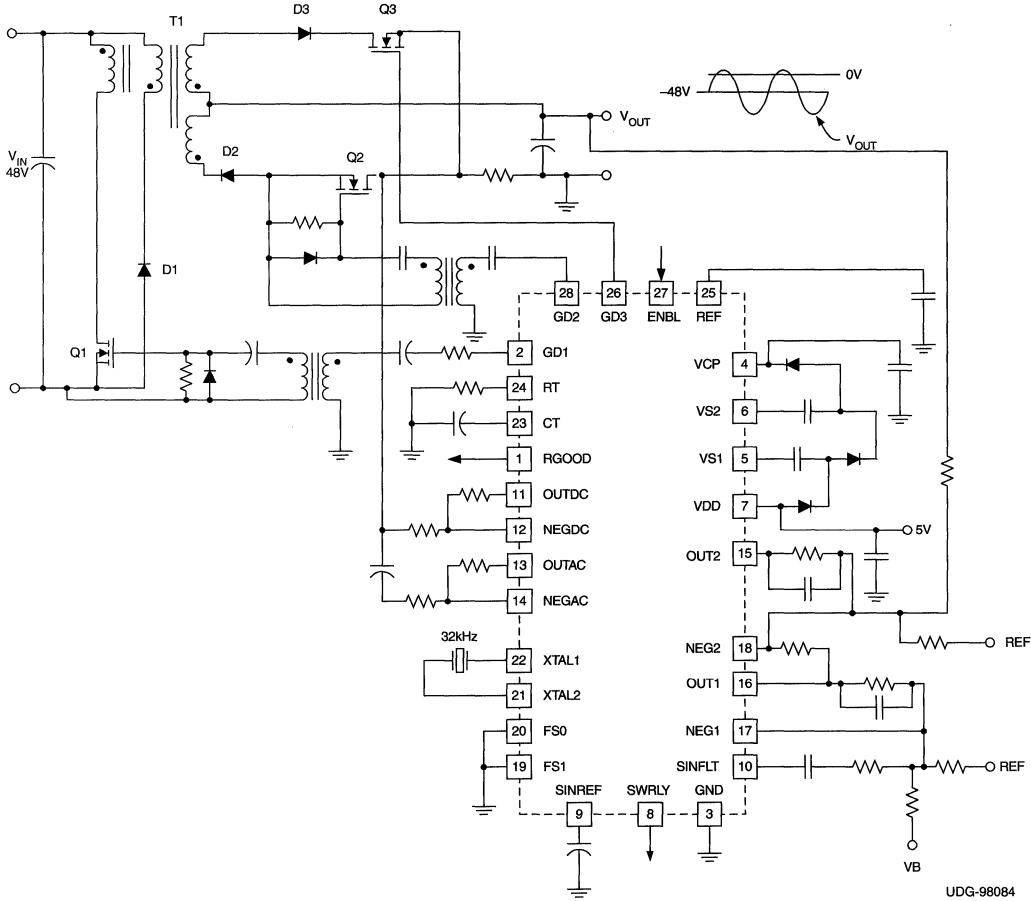 D3
Q3
T1
0V
–48V
VOUT
VOUT
VIN
48V
D2
Q2
D1
Q1
28
26
27
25
GD2
GD3
ENBL
REF
2 GD1
24 RT
23 CT
1 RGOOD
11 OUTDC
12 NEGDC
13 OUTAC
14 NEGAC
32kHz
22 XTAL1
21 XTAL2
20 FS0
19 FS1
VCP 4
VS2 6
VS1 5
VDD 7
5V
OUT2 15
NEG2 18
REF
OUT1 16
NEG1 17
SINFLT 10
REF
SINREF
SWRLY
GND
9
8
3
VB
UDG-98084